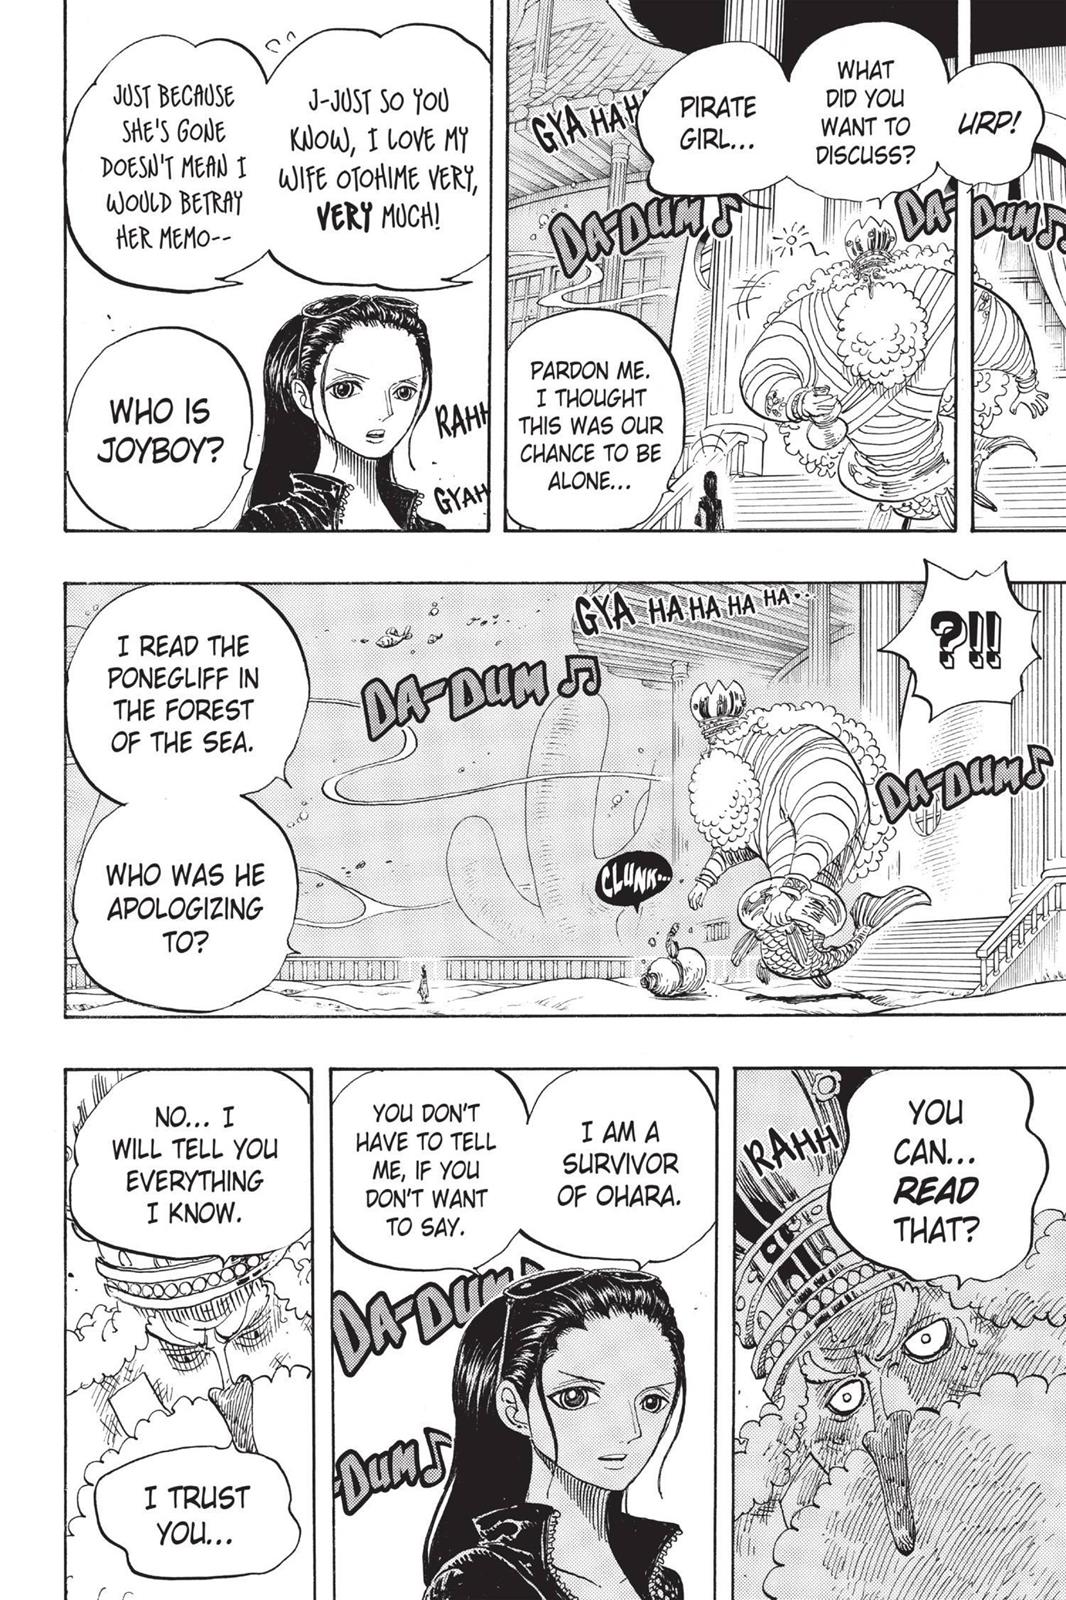 URP!
WHAT
DID YOU
WANT TO
DISCUSS?
PIRATE
GIRL...
GYA HA HA
DA-DUM♪
DA-DUM♪
PARDON ME.
I THOUGHT
THIS WAS OUR
CHANCE TO BE
ALONE...
J-JUST SO YOU
KNOW, I LOVE MY
WIFE OTOHIME VERY,
VERY MUCH!
JUST BECAUSE
SHE'S GONE
DOESN'T MEAN I
WOULD BETRAY
HER MEMO--
WHO IS
JOYBOY?
RAHH
GYAH
?!!
GYA HA HA HA HA...
DA-DUM♫
DA-DUM♪
CLUNK...
I READ THE
PONEGLIFF IN
THE FOREST
OF THE SEA.
WHO WAS HE
APOLOGIZING
TO?
YOU
CAN...
READ
THAT?
RAHH
I AM A
SURVIVOR
OF OHARA.
YOU DON'T
HAVE TO TELL
ME, IF YOU
DON'T WANT
TO SAY.
DA-DUM♪
DA-DUM♪
NO... I
WILL TELL YOU
EVERYTHING
I KNOW.
I TRUST
YOU...